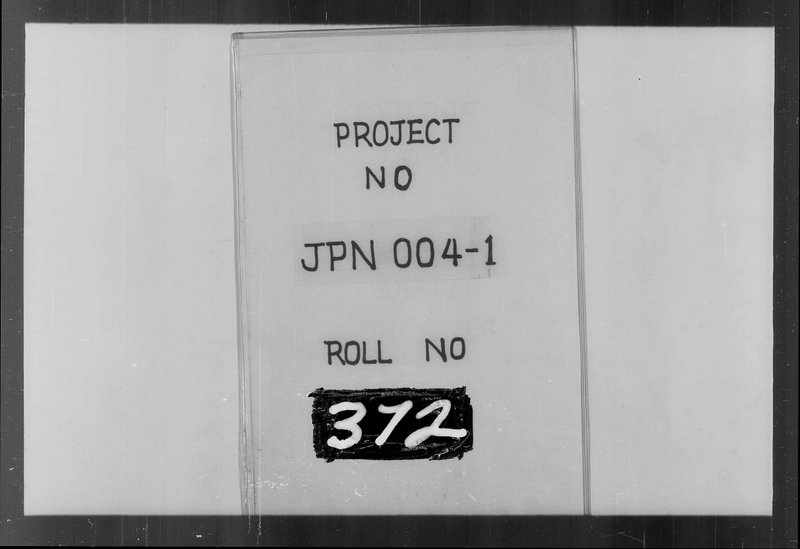 PROJECT
NO
JPN 004-1
ROLL NO
372